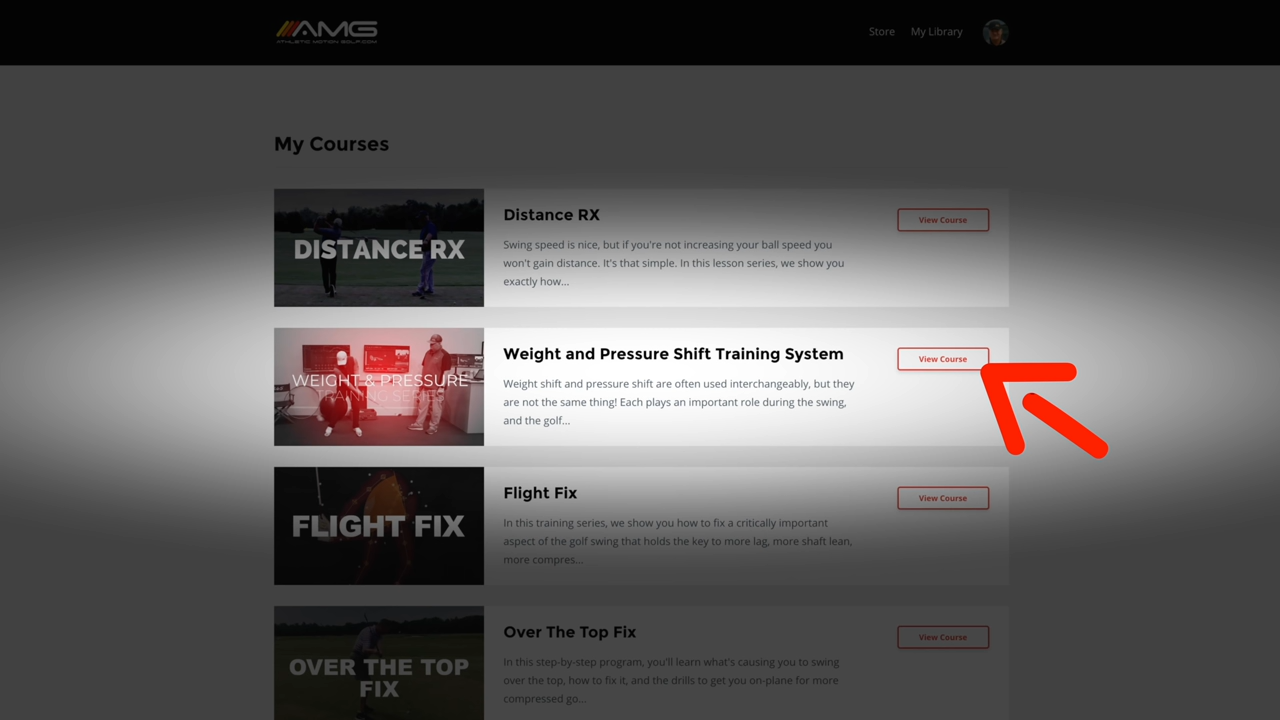 AMG
ATHLETIC MOTION GOLF.COM
Store
My Library
My Courses
DISTANCE RX
Distance RX
Swing speed is nice, but if you're not increasing your ball speed you
won't gain distance. It's that simple. In this lesson series, we show you
exactly how...
View Course
WEIGHT & PRESSURE
TRAINING SERIES
Weight and Pressure Shift Training System
Weight shift and pressure shift are often used interchangeably, but they
are not the same thing! Each plays an important role during the swing,
and the golf...
View Course
FLIGHT FIX
Flight Fix
In this training series, we show you how to fix a critically important
aspect of the golf swing that holds the key to more lag, more shaft lean,
more compres...
View Course
OVER THE TOP
FIX
Over The Top Fix
In this step-by-step program, you'll learn what's causing you to swing
over the top, how to fix it, and the drills to get you on-plane for more
compressed go...
View Course